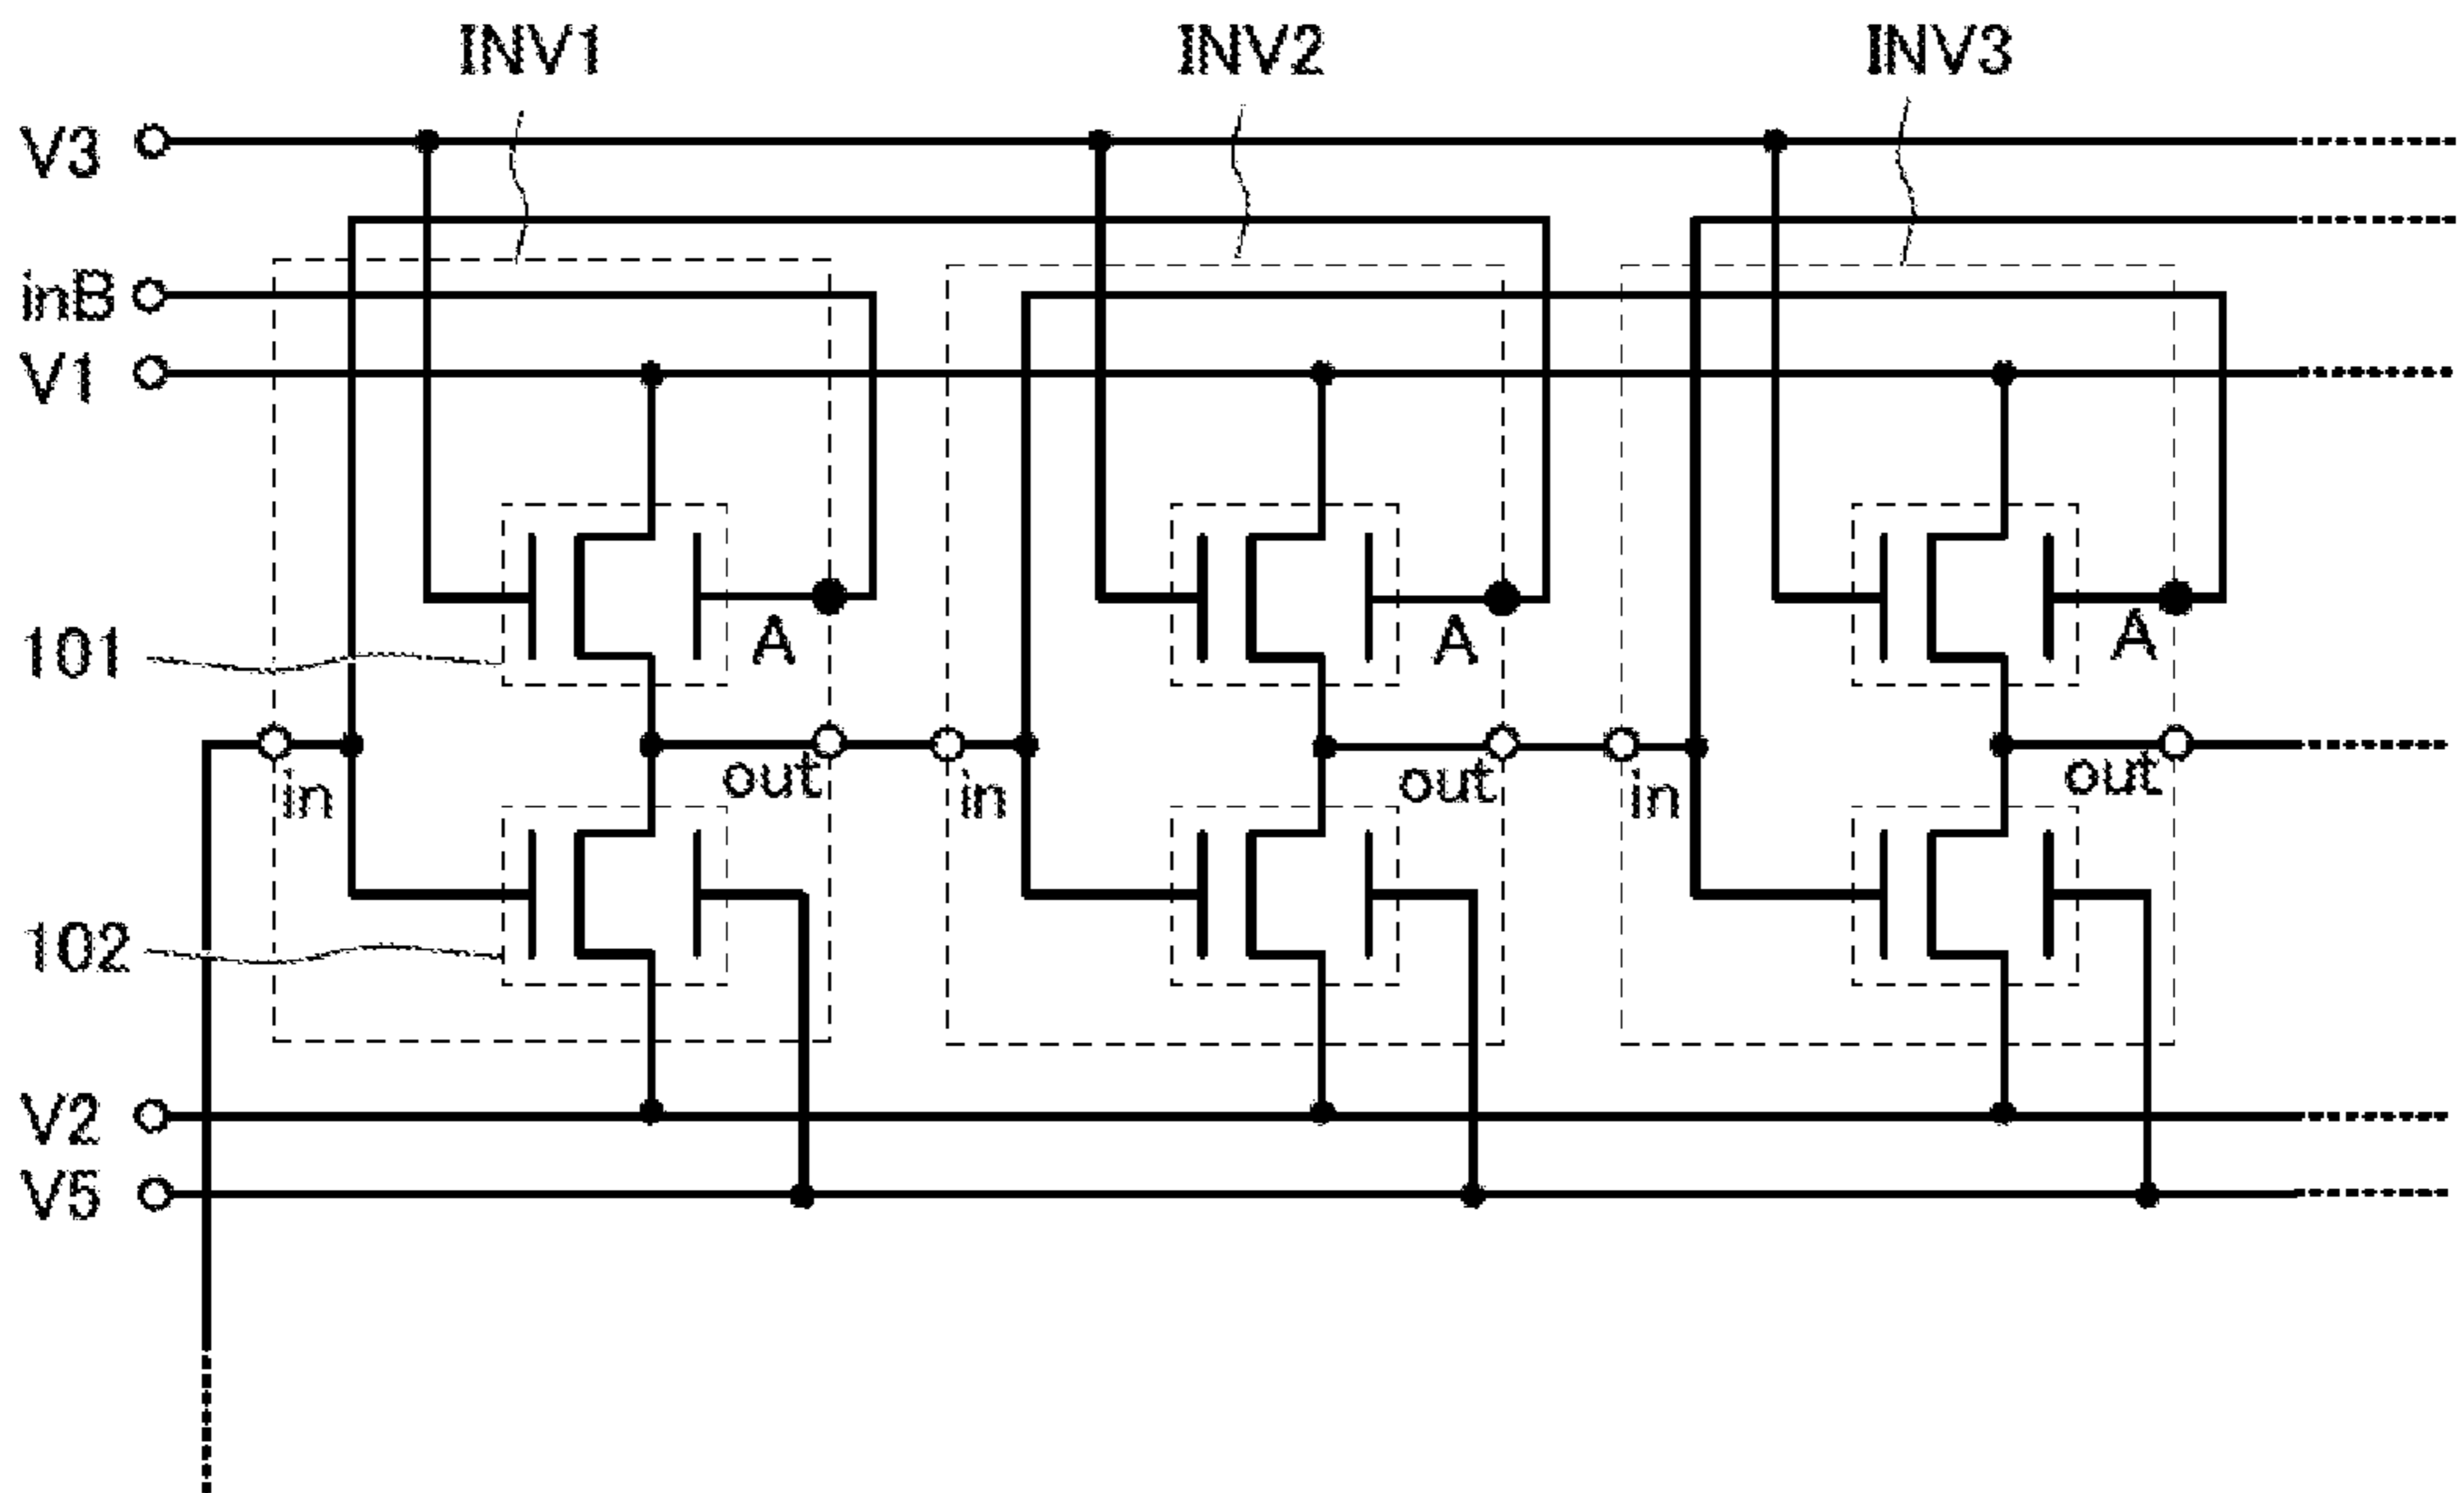 INV1 INV2 INV3
V3
inB
V1
101 A A A
in out in out in out
102
V2
V5